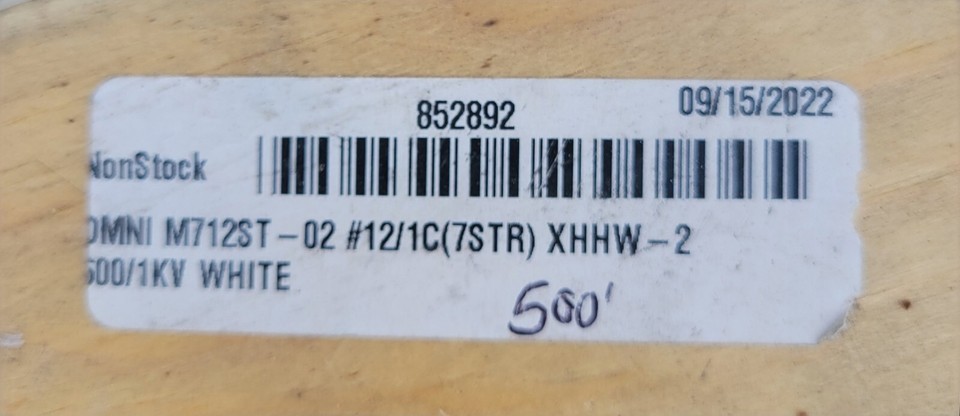 852892
09/15/2022
NonStock
OMNI M712ST-02 #12/1C(7STR) XHHW-2
600/1KV WHITE
500'